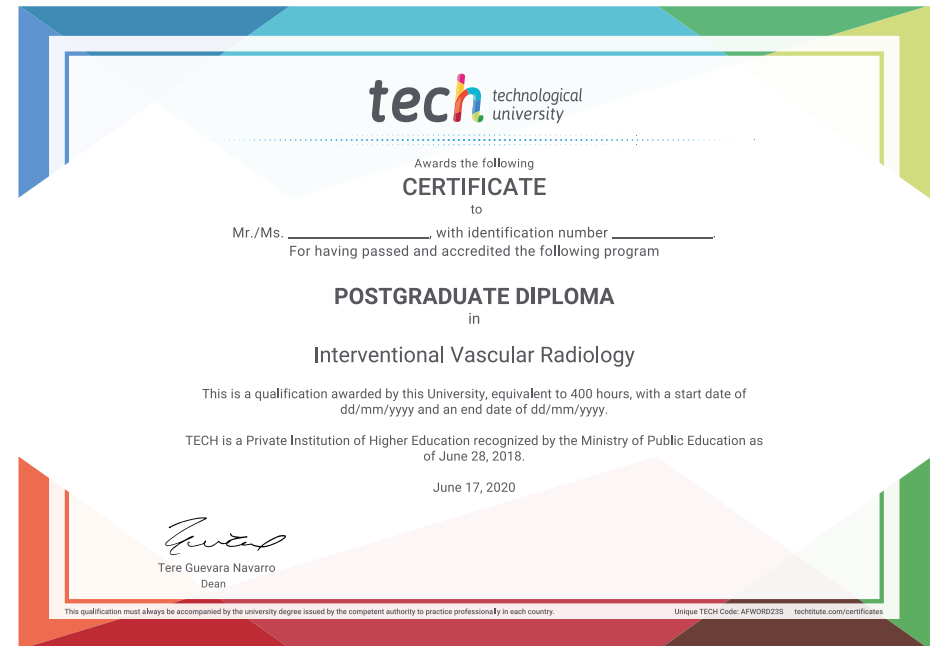 tech technological
university
Awards the following
CERTIFICATE
to
Mr./Ms. ____________________, with identification number ______________.
For having passed and accredited the following program
POSTGRADUATE DIPLOMA
in
Interventional Vascular Radiology
This is a qualification awarded by this University, equivalent to 400 hours, with a start date of
dd/mm/yyyy and an end date of dd/mm/yyyy.
TECH is a Private Institution of Higher Education recognized by the Ministry of Public Education as
of June 28, 2018.
June 17, 2020
Tere Guevara Navarro
Dean
This qualification must always be accompanied by the university degree issued by the competent authority to practice professionally in each country.
Unique TECH Code: AFWORD23S techtitute.com/certificates